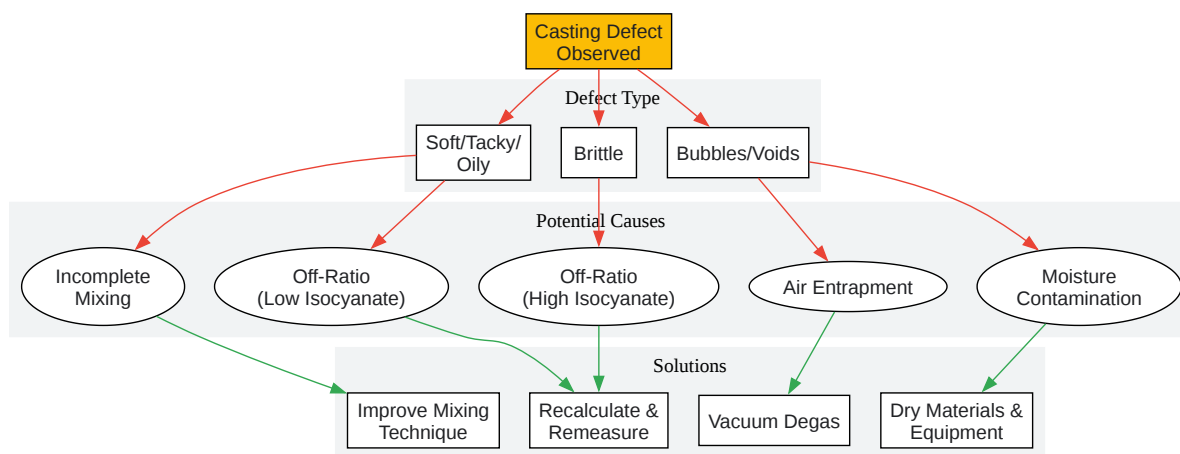 Casting Defect
Observed
Defect Type
Soft/Tacky/
Oily
Brittle
Bubbles/Voids
Potential Causes
Incomplete
Mixing
Off-Ratio
(Low Isocyanate)
Off-Ratio
(High Isocyanate)
Air Entrapment
Moisture
Contamination
Solutions
Improve Mixing
Technique
Recalculate &
Remeasure
Vacuum Degas
Dry Materials &
Equipment